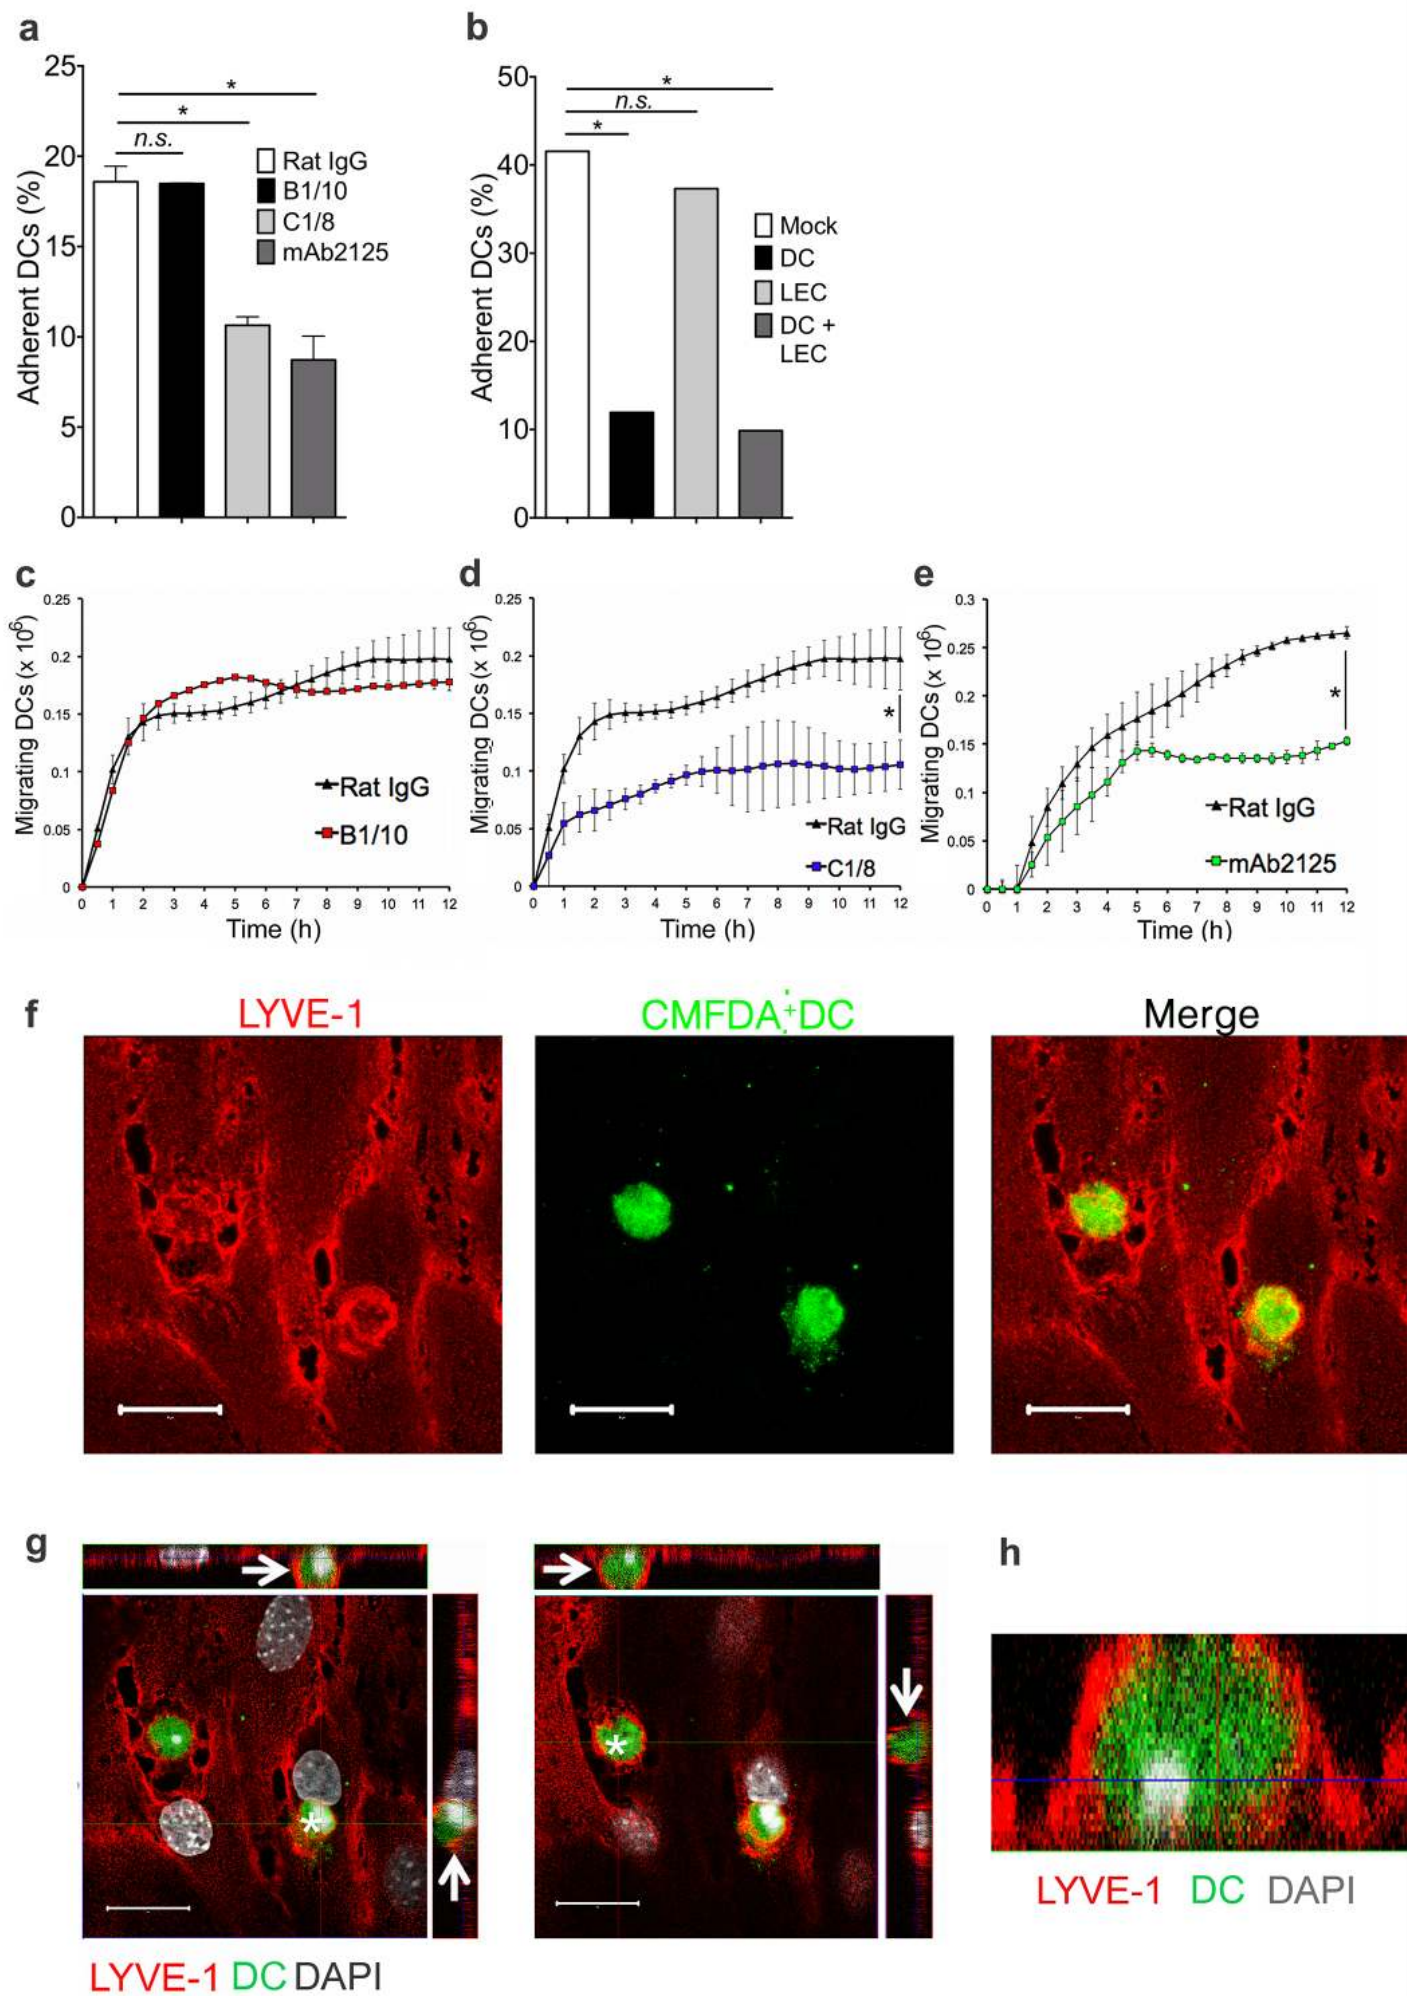 a
25
20
15
10
5
0
Adherent DCs (%)
*
*
n.s.
Rat IgG
B1/10
C1/8
mAb2125
b
50
40
30
20
10
0
Adherent DCs (%)
*
n.s.
*
Mock
DC
LEC
DC +
LEC
c
0.25
0.2
0.15
0.1
0.05
0
Migrating DCs (x 10⁶)
Rat IgG
B1/10
0 1 2 3 4 5 6 7 8 9 10 11 12
Time (h)
d
0.25
0.2
0.15
0.1
0.05
0
Migrating DCs (x 10⁶)
*
Rat IgG
C1/8
0 1 2 3 4 5 6 7 8 9 10 11 12
Time (h)
e
0.3
0.25
0.2
0.15
0.1
0.05
0
Migrating DCs (x 10⁶)
*
Rat IgG
mAb2125
0 1 2 3 4 5 6 7 8 9 10 11 12
Time (h)
f
LYVE-1
CMFDA⁺DC
Merge
g
*
*
LYVE-1 DC DAPI
h
LYVE-1 DC DAPI